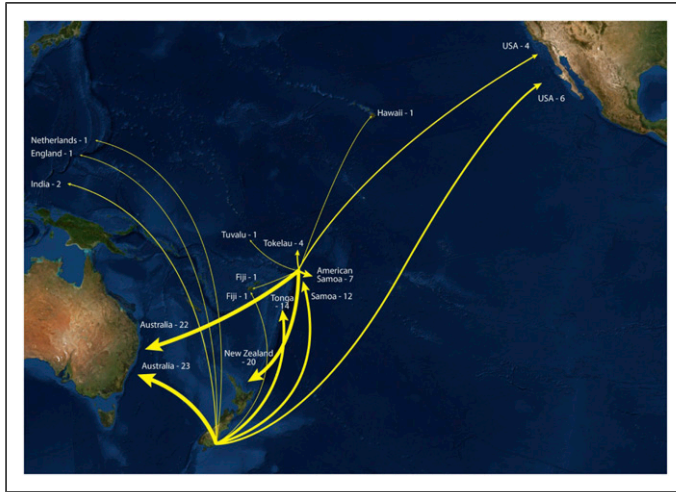 USA - 4
USA - 6
Hawaii - 1
Netherlands - 1
England - 1
India - 2
Tuvalu - 1
Tokelau - 4
American
Samoa - 7
Fiji - 1
Fiji - 1
Tonga
- 14
Samoa - 12
Australia - 22
New Zealand
- 20
Australia - 23